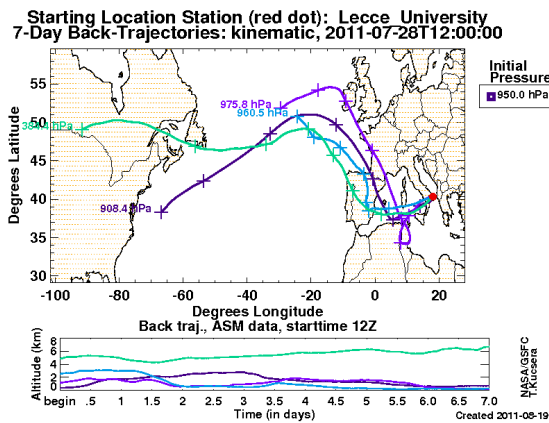 Starting Location Station (red dot): Lecce_University
7-Day Back-Trajectories: kinematic, 2011-07-28T12:00:00
Initial
Pressure
950.0 hPa
Degrees Latitude
55
50
45
40
35
30
975.8 hPa
960.5 hPa
908.4 hPa
-100 -80 -60 -40 -20 0 20
Degrees Longitude
Back traj., ASM data, starttime 12Z
Altitude (km)
8
6
4
2
0
begin .5 1 1.5 2 2.5 3 3.5 4 4.5 5 5.5 6 6.5 7.0
Time (in days)
NASA/GSFC
T.Kucsera
Created 2011-08-19